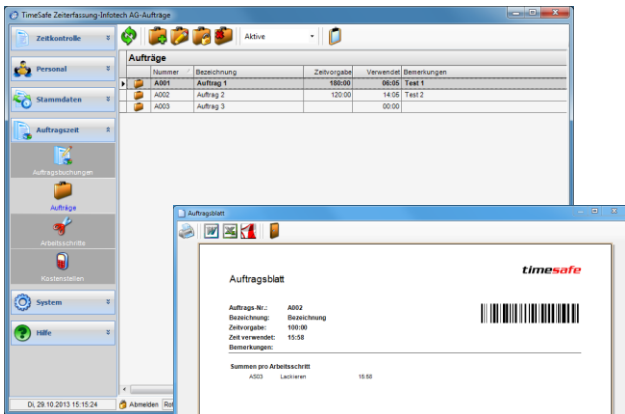 TimeSafe Zeiterfassung-Infotech AG-Aufträge
Zeitkontrolle
Personal
Stammdaten
Auftragszeit
Auftragsbuchungen
Aufträge
Arbeitsschritte
Kostenstellen
System
Hilfe
Aktive
Aufträge
Nummer Bezeichnung Zeitvorgabe Verwendet Bemerkungen
A001 Auftrag 1 180:00 06:05 Test 1
A002 Auftrag 2 120:00 14:05 Test 2
A003 Auftrag 3 00:00
Auftragsblatt
timesafe
Auftragsblatt
Auftrags-Nr.: A002
Bezeichnung: Bezeichnung
Zeitvorgabe: 100:00
Zeit verwendet: 15:58
Bemerkungen:
Summen pro Arbeitsschritt
AS03 Lackieren 15:58
Di, 29.10.2013 15:15:24 Abmelden